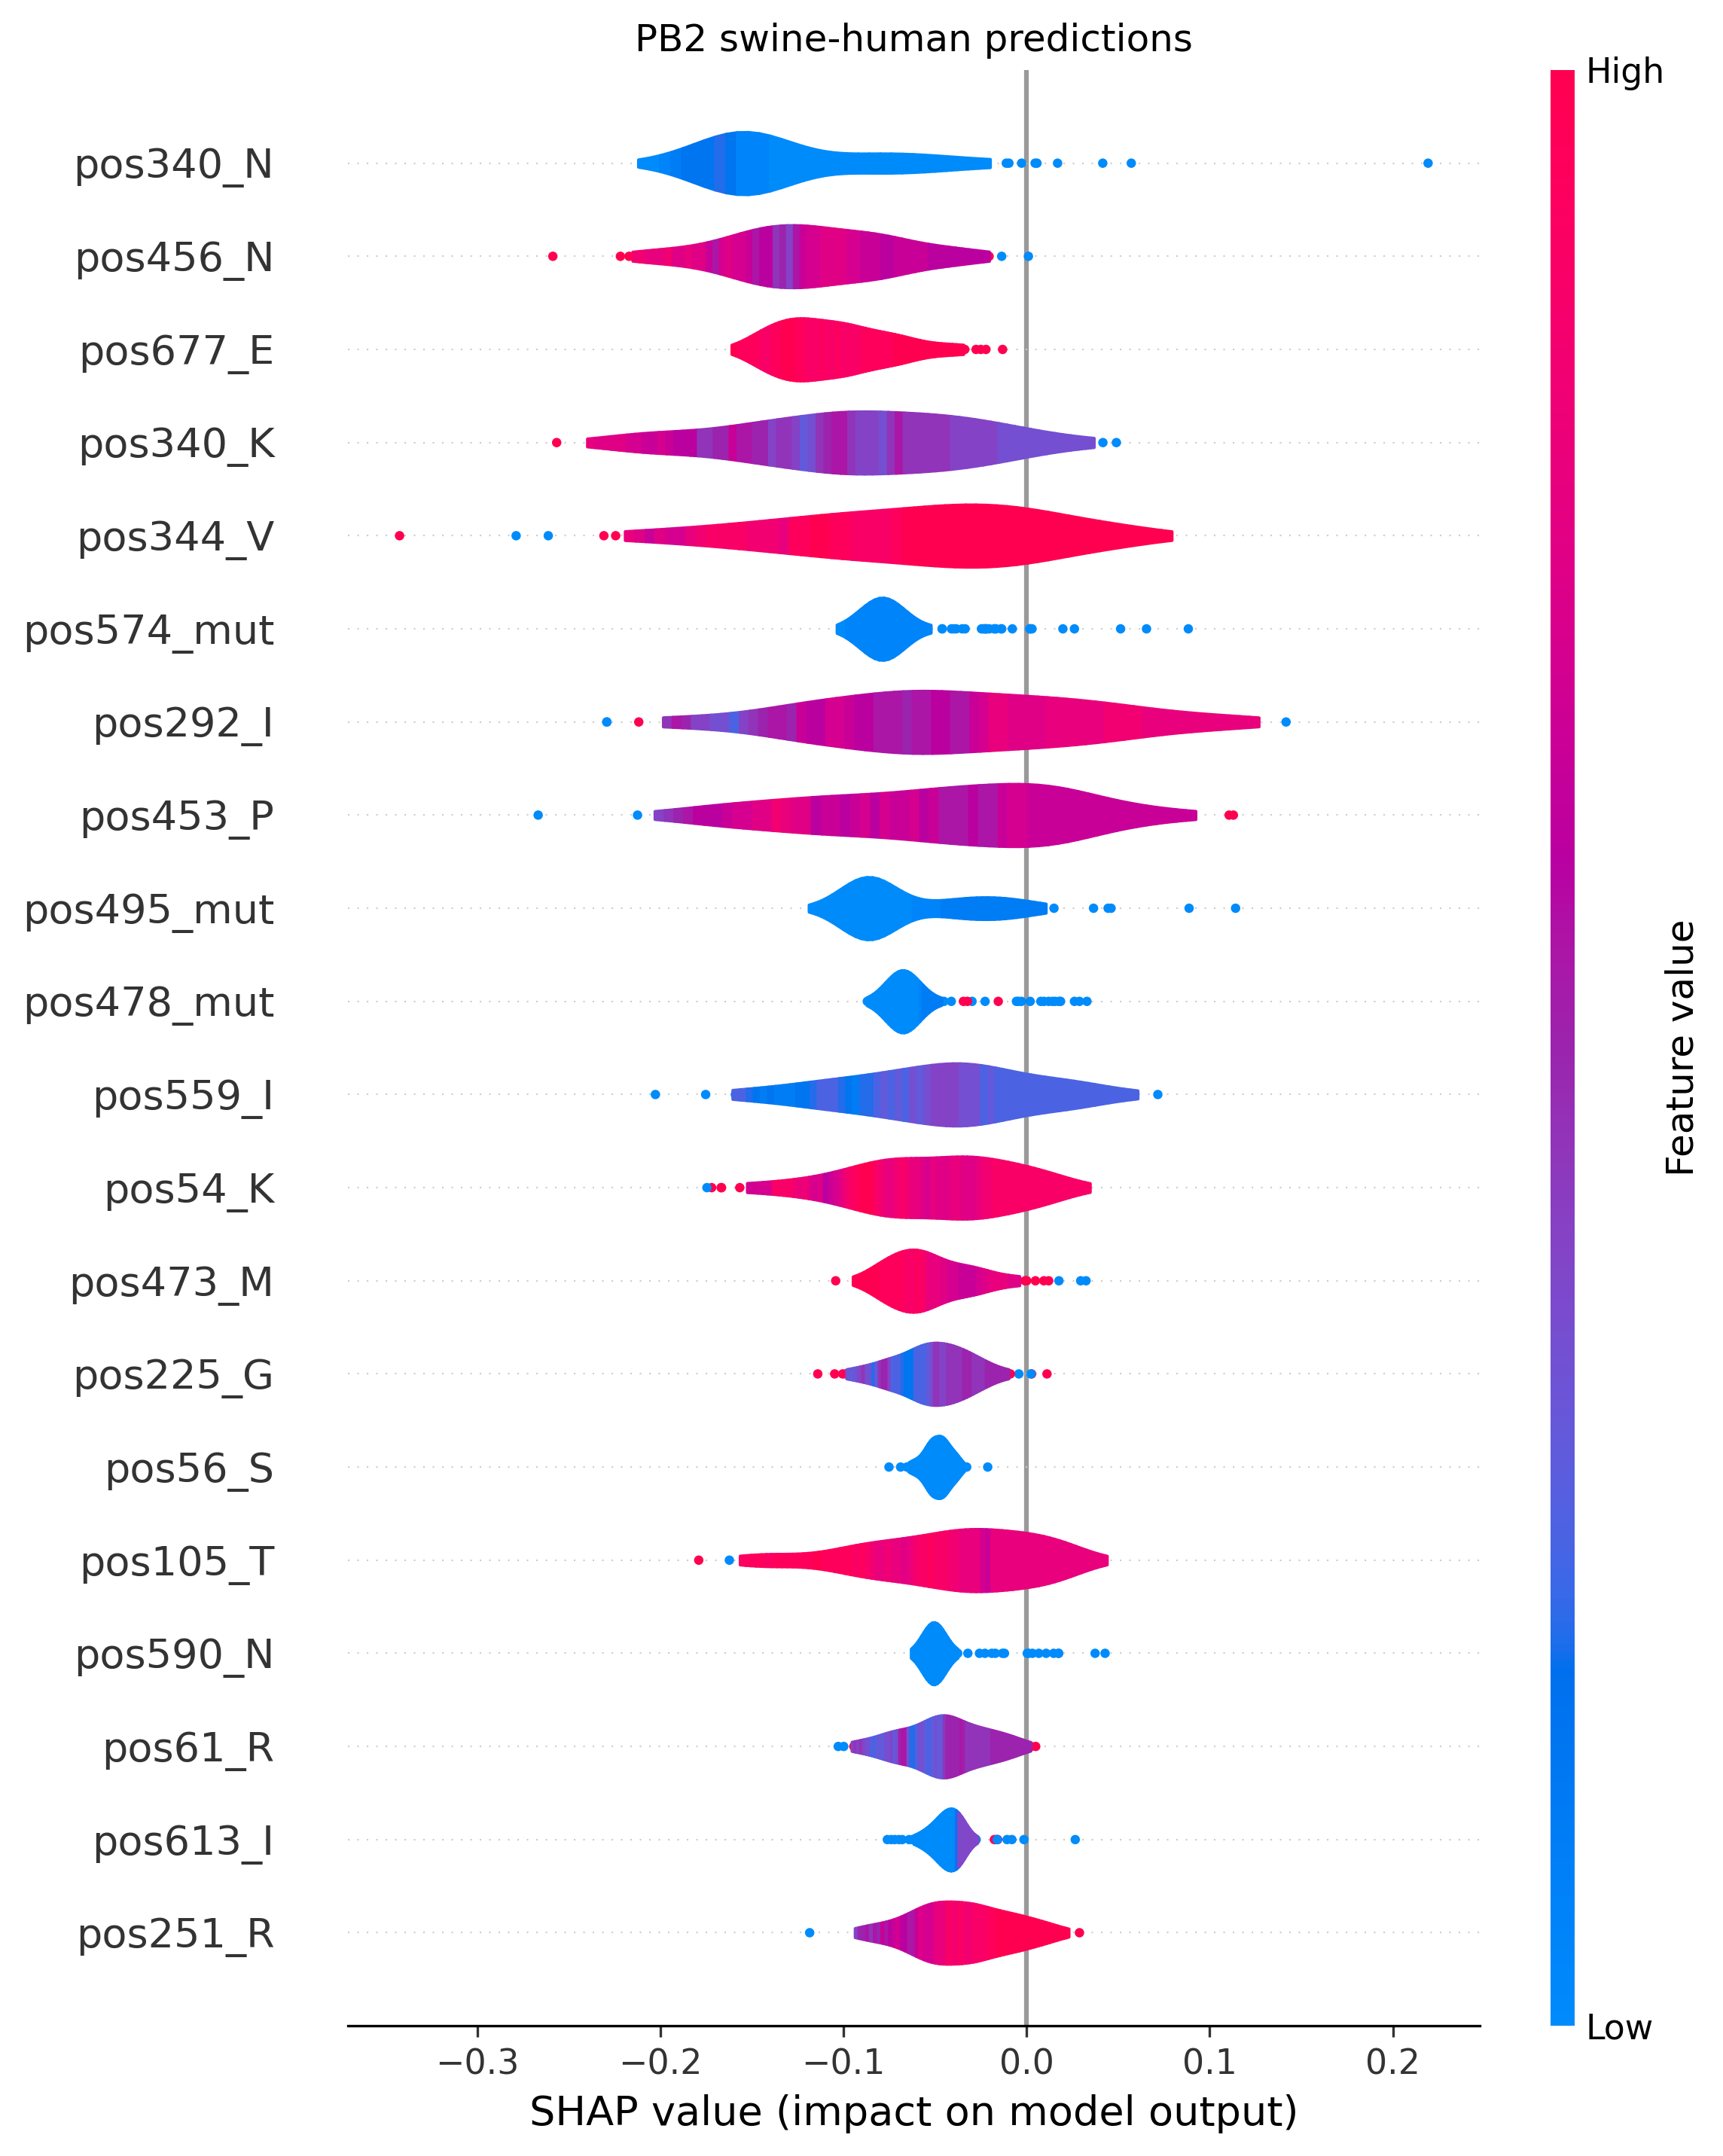 PB2 swine-human predictions
High
pos340_N
pos456_N
pos677_E
pos340_K
pos344_V
pos574_mut
pos292_I
pos453_P
pos495_mut
pos478_mut
pos559_I
pos54_K
pos473_M
pos225_G
pos56_S
pos105_T
pos590_N
pos61_R
pos613_I
pos251_R
Feature value
Low
−0.3 −0.2 −0.1 0.0 0.1 0.2
SHAP value (impact on model output)